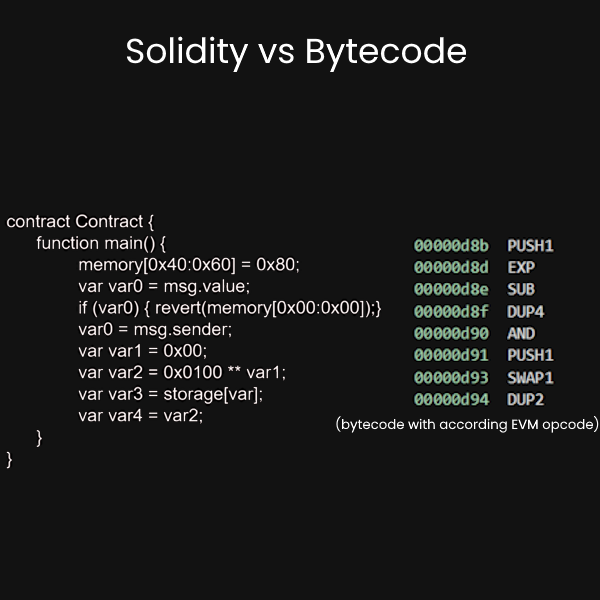 Solidity vs Bytecode
contract Contract {
function main() {
memory[0x40:0x60] = 0x80;
var var0 = msg.value;
if (var0) { revert(memory[0x00:0x00]);}
var0 = msg.sender;
var var1 = 0x00;
var var2 = 0x0100 ** var1;
var var3 = storage[var];
var var4 = var2;
}
}
00000d8b PUSH1
00000d8d EXP
00000d8e SUB
00000d8f DUP4
00000d90 AND
00000d91 PUSH1
00000d93 SWAP1
00000d94 DUP2
(bytecode with according EVM opcode)